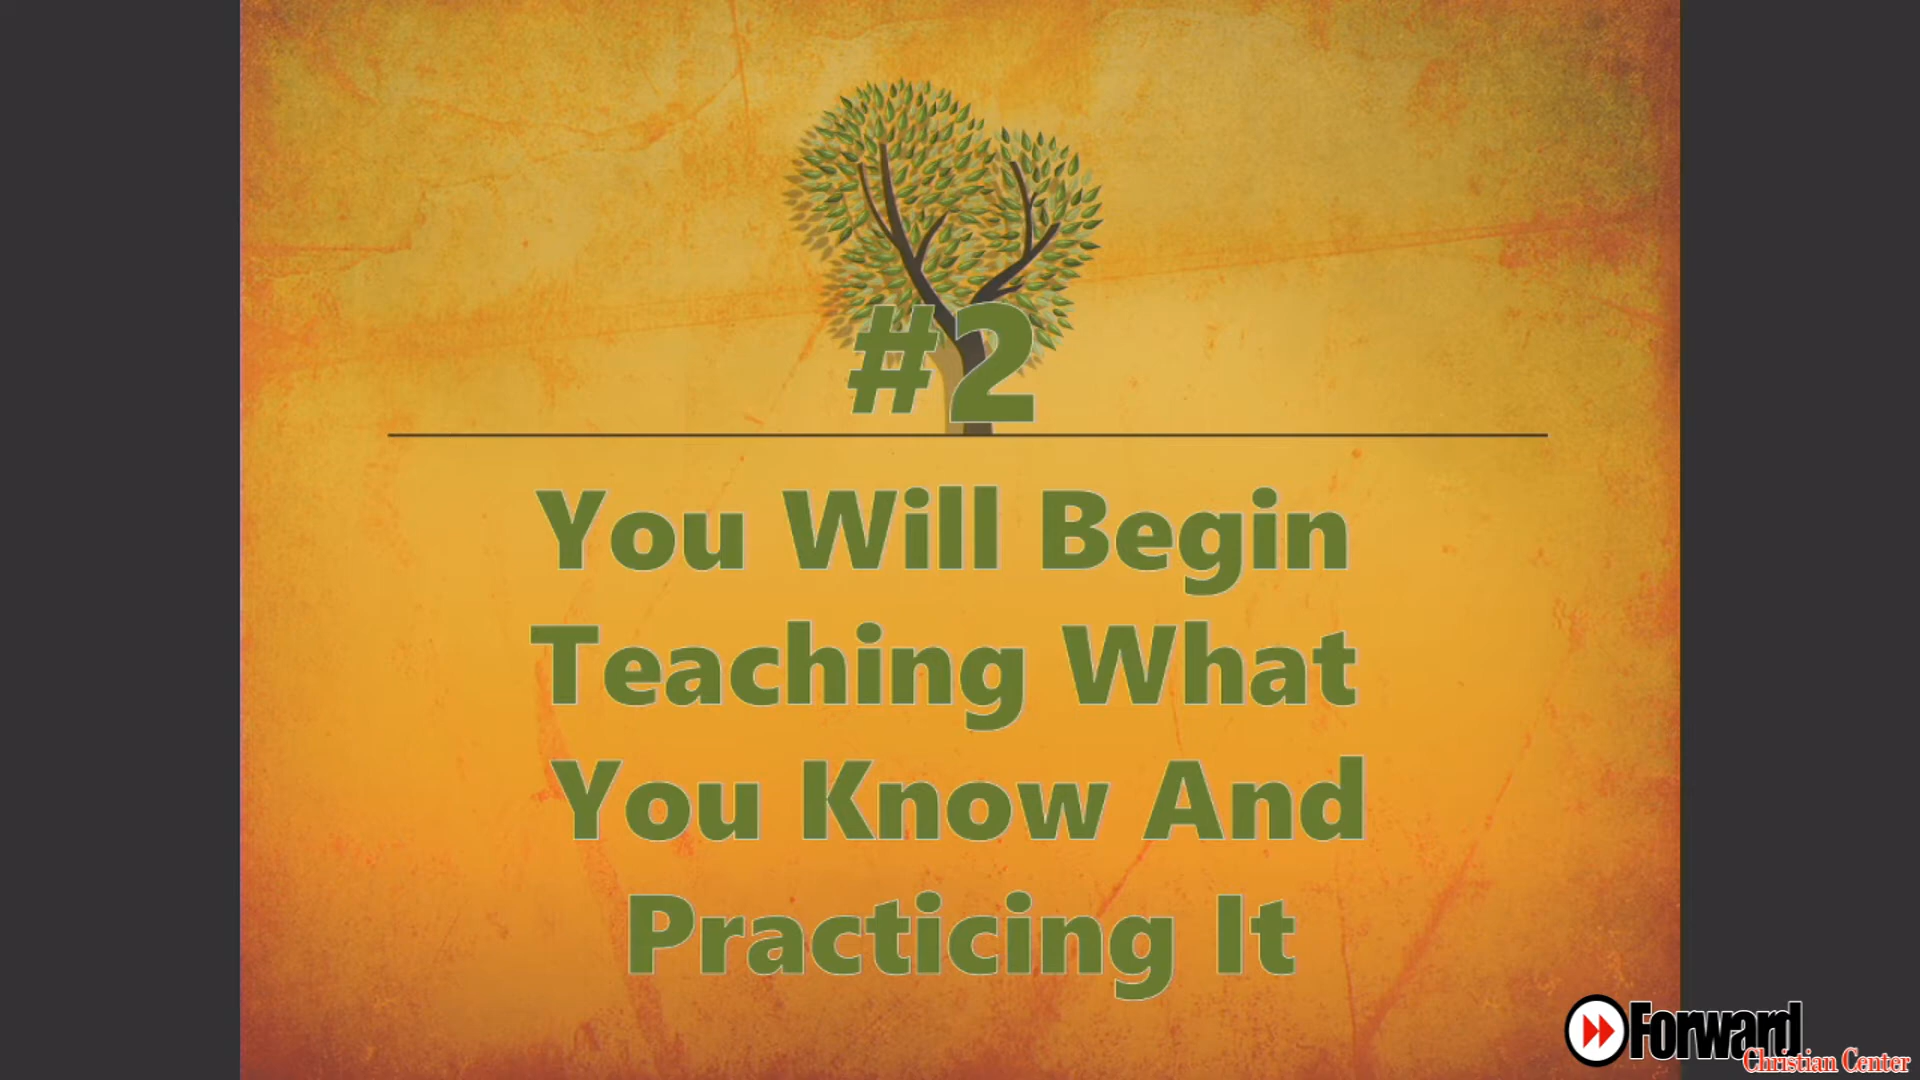 #2
You Will Begin
Teaching What
You Know And
Practicing It
Forward
Christian Center